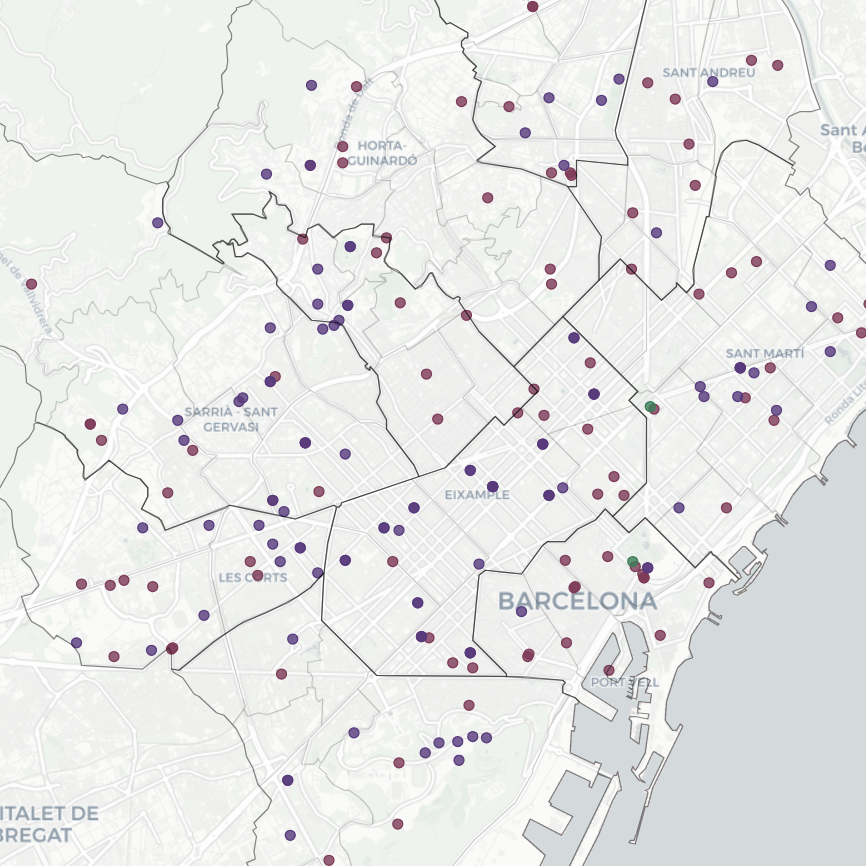 SANT ANDREU
Sant A
Be
Ronda de Dalt
HORTA-
GUINARDÓ
el de Vallvidrera
SANT MARTÍ
Ronda Lito
SARRIÀ - SANT
GERVASI
EIXAMPLE
LES CORTS
BARCELONA
PORT VELL
ITALET DE
BREGAT